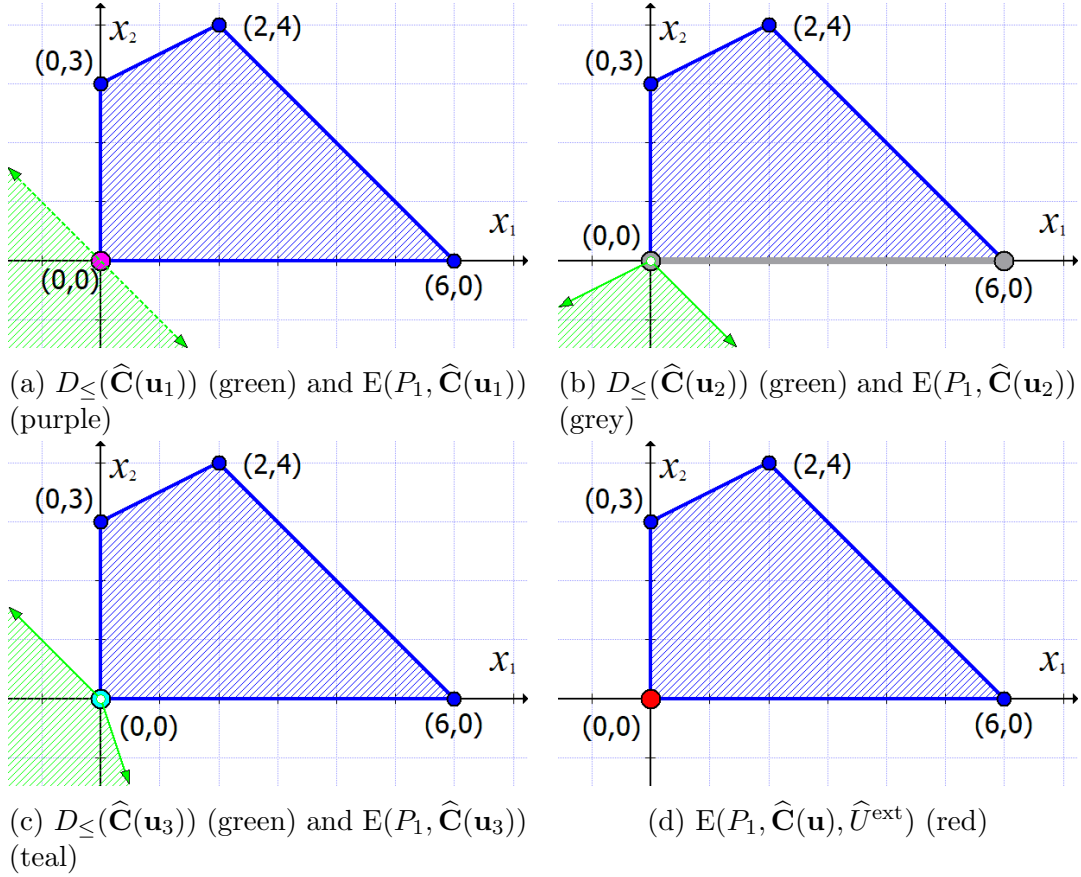 x₂
(2,4)
(0,3)
x₁
(0,0)
(6,0)
(a) D≤(Ĉ(u₁)) (green) and E(P₁, Ĉ(u₁))
(purple)
x₂
(2,4)
(0,3)
(0,0)
x₁
(6,0)
(b) D≤(Ĉ(u₂)) (green) and E(P₁, Ĉ(u₂))
(grey)
x₂
(2,4)
(0,3)
x₁
(0,0)
(6,0)
(c) D≤(Ĉ(u₃)) (green) and E(P₁, Ĉ(u₃))
(teal)
x₂
(2,4)
(0,3)
x₁
(0,0)
(6,0)
(d) E(P₁, Ĉ(u), Û^ext) (red)